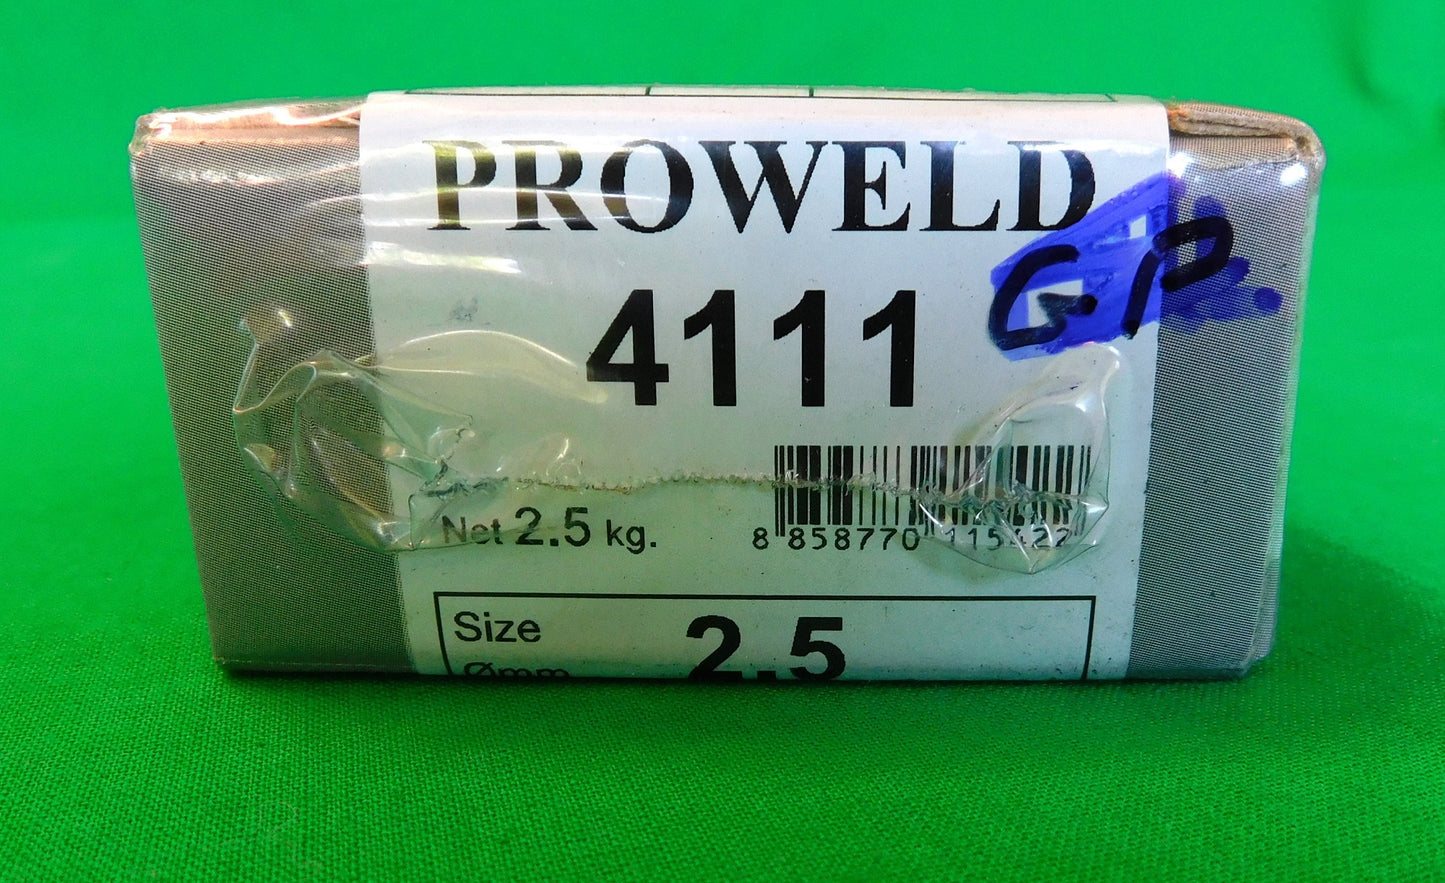 PROWELD
G.P.
4111
Net 2.5 kg.
8 858770 115422
Size 2.5
Ømm